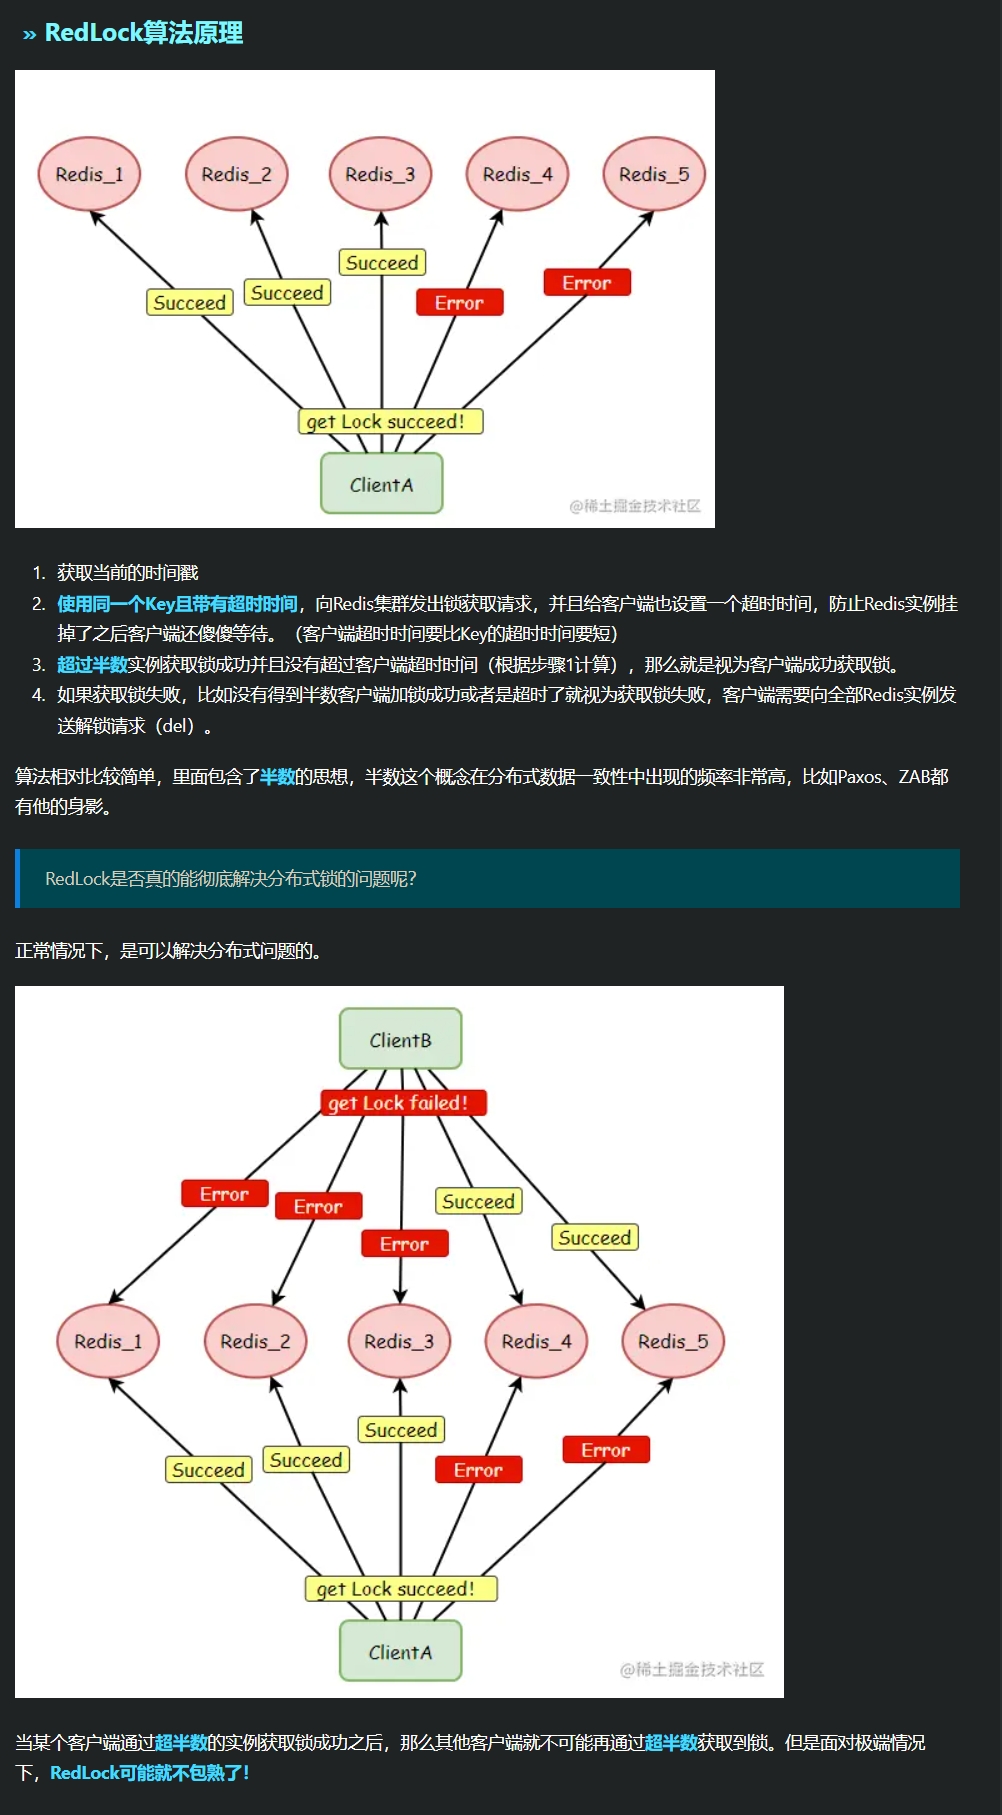 » RedLock算法原理
Redis_1 Redis_2 Redis_3 Redis_4 Redis_5
Succeed
Succeed
Succeed
Error
Error
get Lock succeed!
ClientA
@稀土掘金技术社区
1. 获取当前的时间戳
2. 使用同一个Key且带有超时时间，向Redis集群发出锁获取请求，并且给客户端也设置一个超时时间，防止Redis实例挂
掉了之后客户端还傻傻等待。（客户端超时时间要比Key的超时时间要短）
3. 超过半数实例获取锁成功并且没有超过客户端超时时间（根据步骤1计算），那么就是视为客户端成功获取锁。
4. 如果获取锁失败，比如没有得到半数客户端加锁成功或者是超时了就视为获取锁失败，客户端需要向全部Redis实例发
送解锁请求（del）。
算法相对比较简单，里面包含了半数的思想，半数这个概念在分布式数据一致性中出现的频率非常高，比如Paxos、ZAB都
有他的身影。
RedLock是否真的能彻底解决分布式锁的问题呢？
正常情况下，是可以解决分布式问题的。
ClientB
get Lock failed!
Error
Error
Error
Succeed
Succeed
Redis_1 Redis_2 Redis_3 Redis_4 Redis_5
Succeed
Succeed
Succeed
Error
Error
get Lock succeed!
ClientA
@稀土掘金技术社区
当某个客户端通过超半数的实例获取锁成功之后，那么其他客户端就不可能再通过超半数获取到锁。但是面对极端情况
下，RedLock可能就不包熟了！